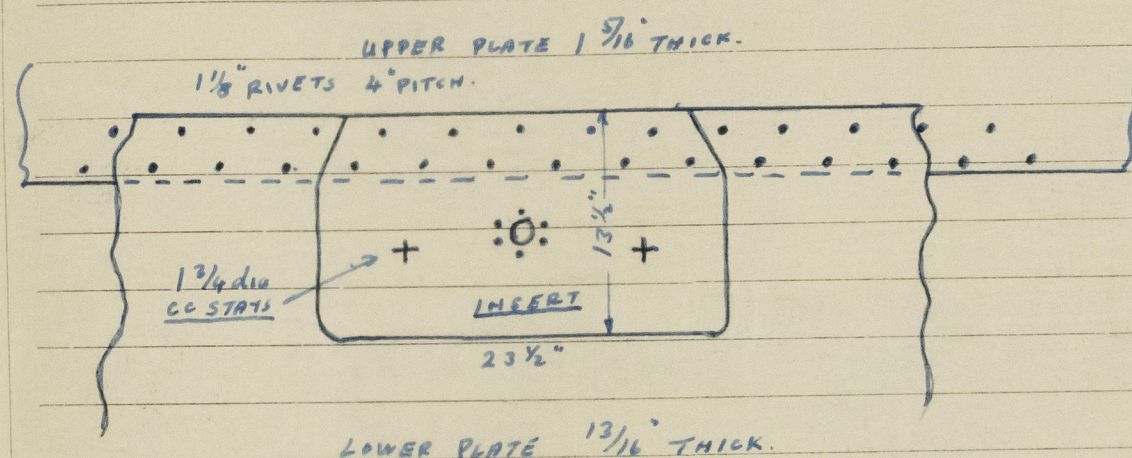 UPPER PLATE 1 5/16" THICK.
1 1/8" RIVETS 4" PITCH.
13 1/2"
1 3/4 dia
CC STAYS
INSERT
23 1/2"
LOWER PLATE 13/16" THICK.